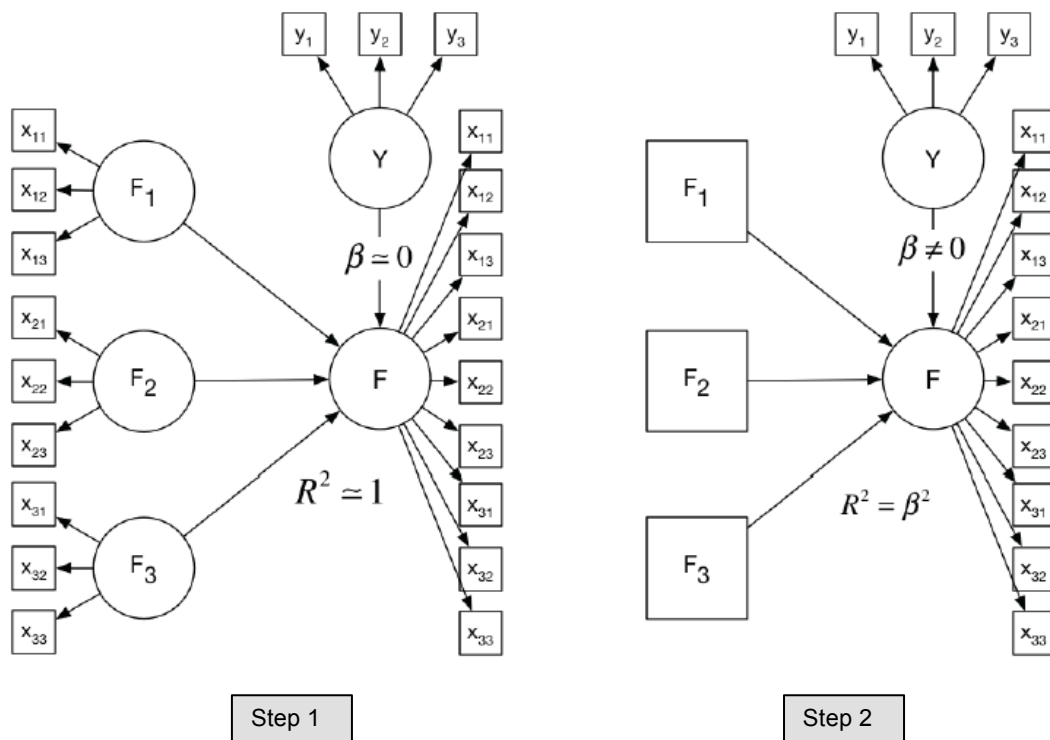 y₁ y₂ y₃
Y
x₁₁
x₁₂
x₁₃
F₁
x₂₁
x₂₂
x₂₃
F₂
x₃₁
x₃₂
x₃₃
F₃
β ≃ 0
F
R² ≃ 1
x₁₁
x₁₂
x₁₃
x₂₁
x₂₂
x₂₃
x₃₁
x₃₂
x₃₃
Step 1
y₁ y₂ y₃
Y
F₁
F₂
F₃
β ≠ 0
F
R² = β²
x₁₁
x₁₂
x₁₃
x₂₁
x₂₂
x₂₃
x₃₁
x₃₂
x₃₃
Step 2